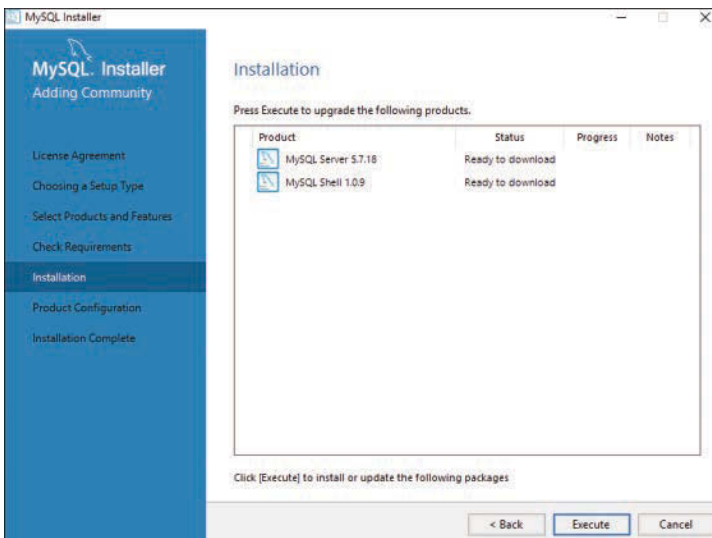 MySQL Installer
MySQL. Installer
Adding Community
License Agreement
Choosing a Setup Type
Select Products and Features
Check Requirements
Installation
Product Configuration
Installation Complete
Installation
Press Execute to upgrade the following products.
Product Status Progress Notes
MySQL Server 5.7.18 Ready to download
MySQL Shell 1.0.9 Ready to download
Click [Execute] to install or update the following packages
< Back Execute Cancel